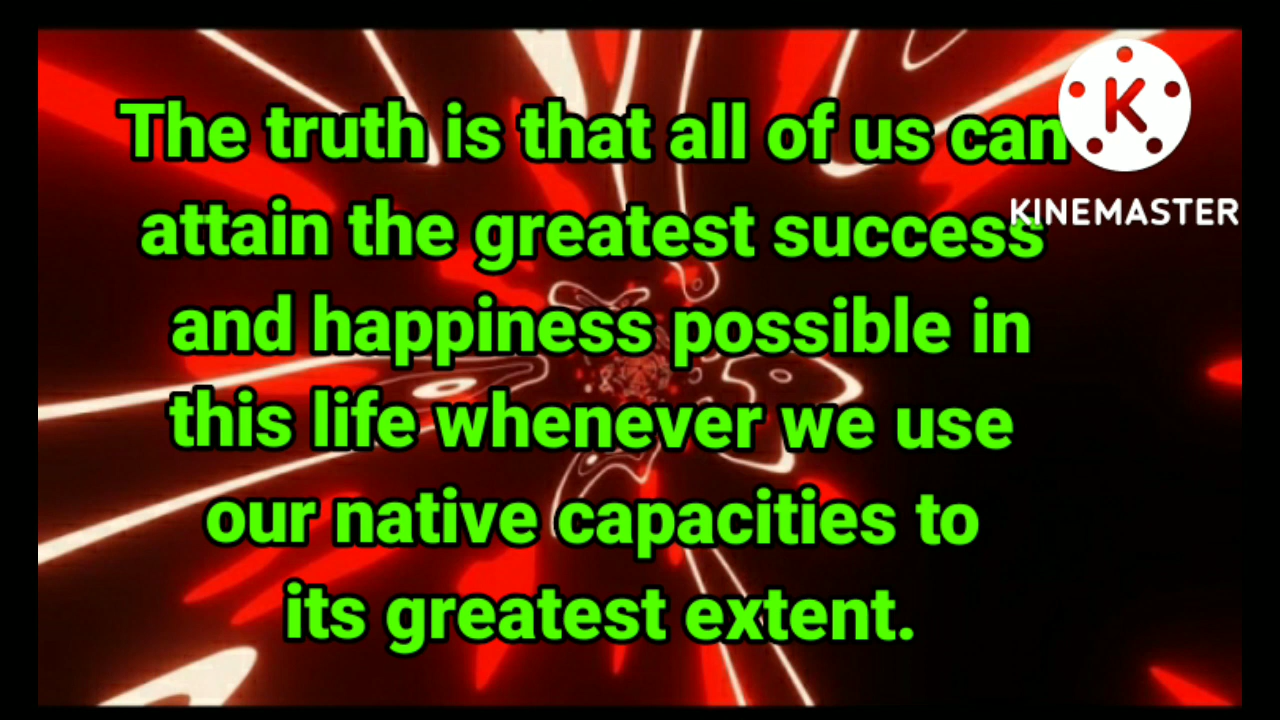 The truth is that all of us can
attain the greatest success
and happiness possible in
this life whenever we use
our native capacities to
its greatest extent.
K
KINEMASTER